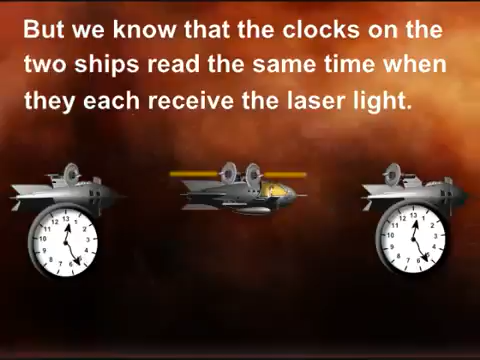 But we know that the clocks on the
two ships read the same time when
they each receive the laser light.